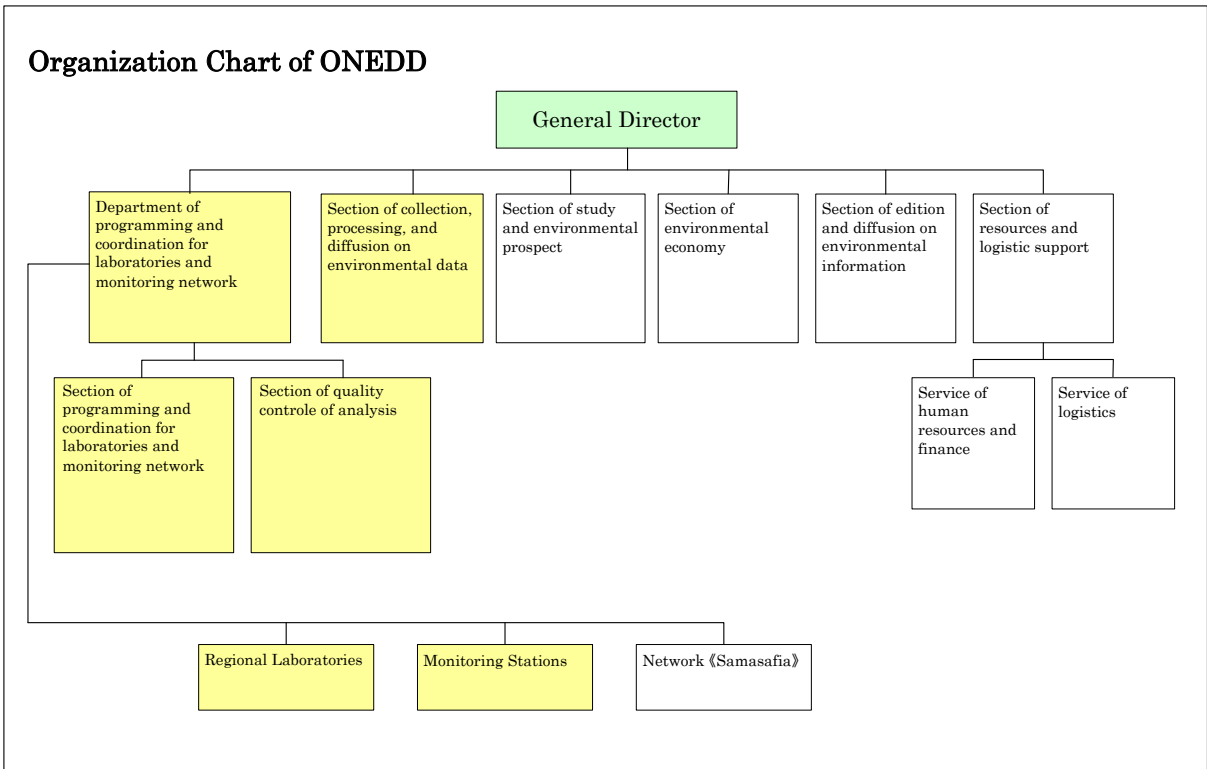 Organization Chart of ONEDD
General Director
Department of
programming and
coordination for
laboratories and
monitoring network
Section of collection,
processing, and
diffusion on
environmental data
Section of study
and environmental
prospect
Section of
environmental
economy
Section of edition
and diffusion on
environmental
information
Section of
resources and
logistic support
Section of
programming and
coordination for
laboratories and
monitoring network
Section of quality
controle of analysis
Service of
human
resources and
finance
Service of
logistics
Regional Laboratories
Monitoring Stations
Network 《Samasafia》